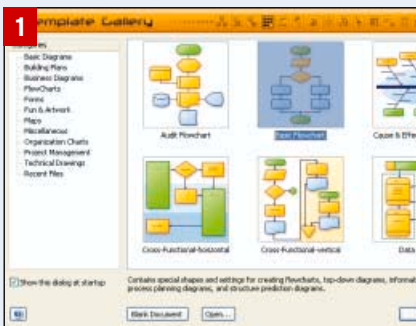 1
emplate Gallery
Categories
Basic Diagrams
Building Plans
Business Diagrams
FlowCharts
Forms
Fun & Artwork
Maps
Miscellaneous
Organization Charts
Project Management
Technical Drawings
Recent Files
Audit Flowchart
Basic Flowchart
Cause & Effe
Cross-Functional-horizontal
Cross-Functional-vertical
Data
Show this dialog at startup
Contains special shapes and settings for creating flowcharts, top-down diagrams, informat
process planning diagrams, and structure prediction diagrams.
Blank Document
Open...